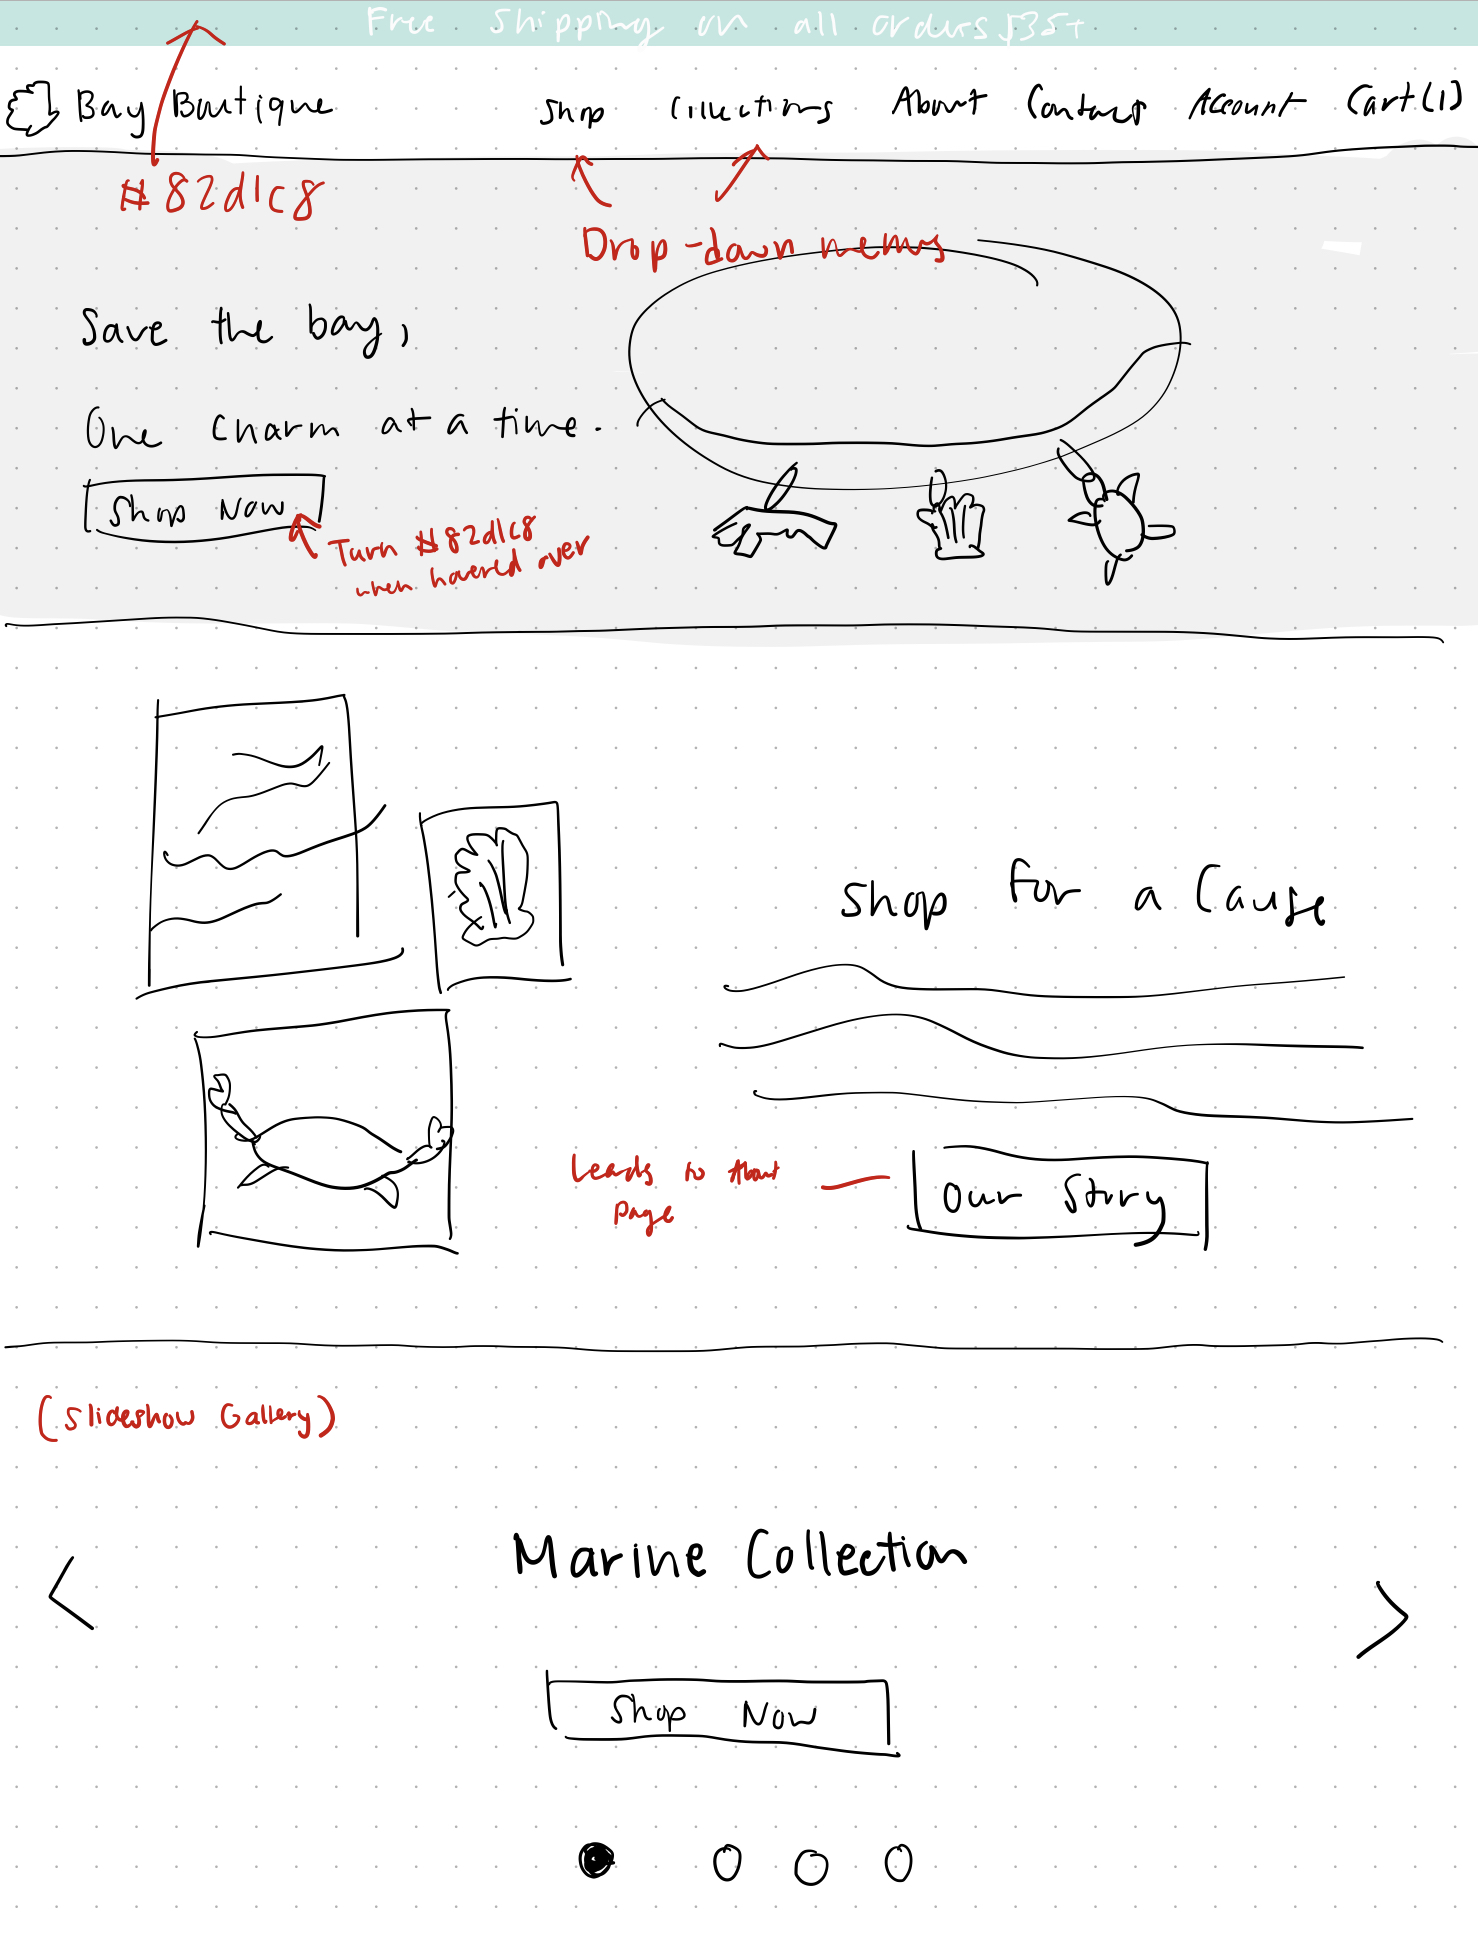 Free Shipping on all orders $35+
Bay Boutique Shop Collections About Contact Account Cart(1)
#82d1c8
Drop-down menus
Save the bay,
One charm at a time.
Shop Now
Turn #82d1c8
when hovered over
Shop for a Cause
Leads to About
page
Our Story
(Slideshow Gallery)
Marine Collection
< >
Shop Now